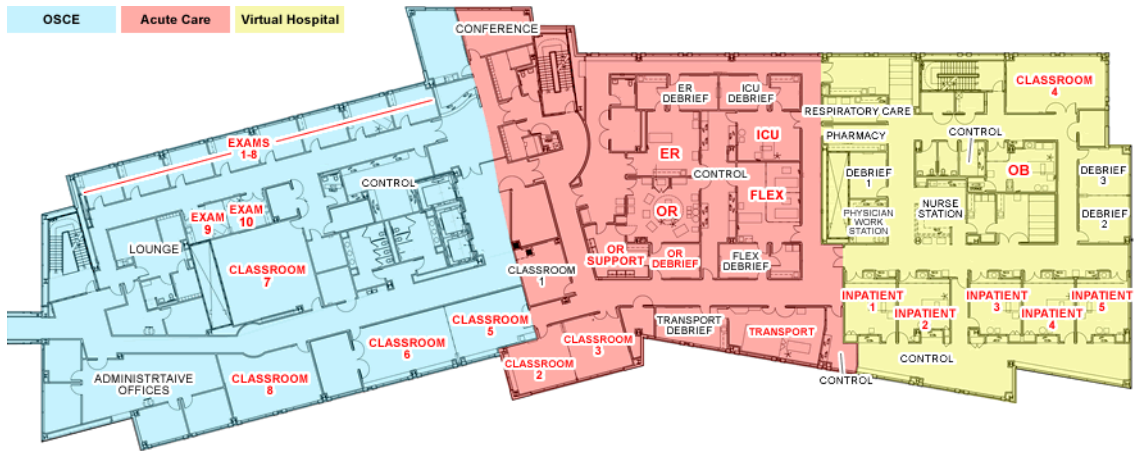 OSCE
Acute Care
Virtual Hospital
CONFERENCE
EXAMS
1-8
CONTROL
EXAM
9
EXAM
10
LOUNGE
CLASSROOM
7
CLASSROOM
5
CLASSROOM
6
ADMINISTRTAIVE
OFFICES
CLASSROOM
8
ER
DEBRIEF
ICU
DEBRIEF
ER
ICU
CONTROL
OR
FLEX
OR
SUPPORT
OR
DEBRIEF
FLEX
DEBRIEF
CLASSROOM
1
CLASSROOM
2
CLASSROOM
3
TRANSPORT
DEBRIEF
TRANSPORT
CONTROL
CLASSROOM
4
RESPIRATORY CARE
PHARMACY
CONTROL
DEBRIEF
1
OB
DEBRIEF
3
PHYSICIAN
WORK
STATION
NURSE
STATION
DEBRIEF
2
INPATIENT
1
INPATIENT
2
INPATIENT
3
INPATIENT
4
INPATIENT
5
CONTROL